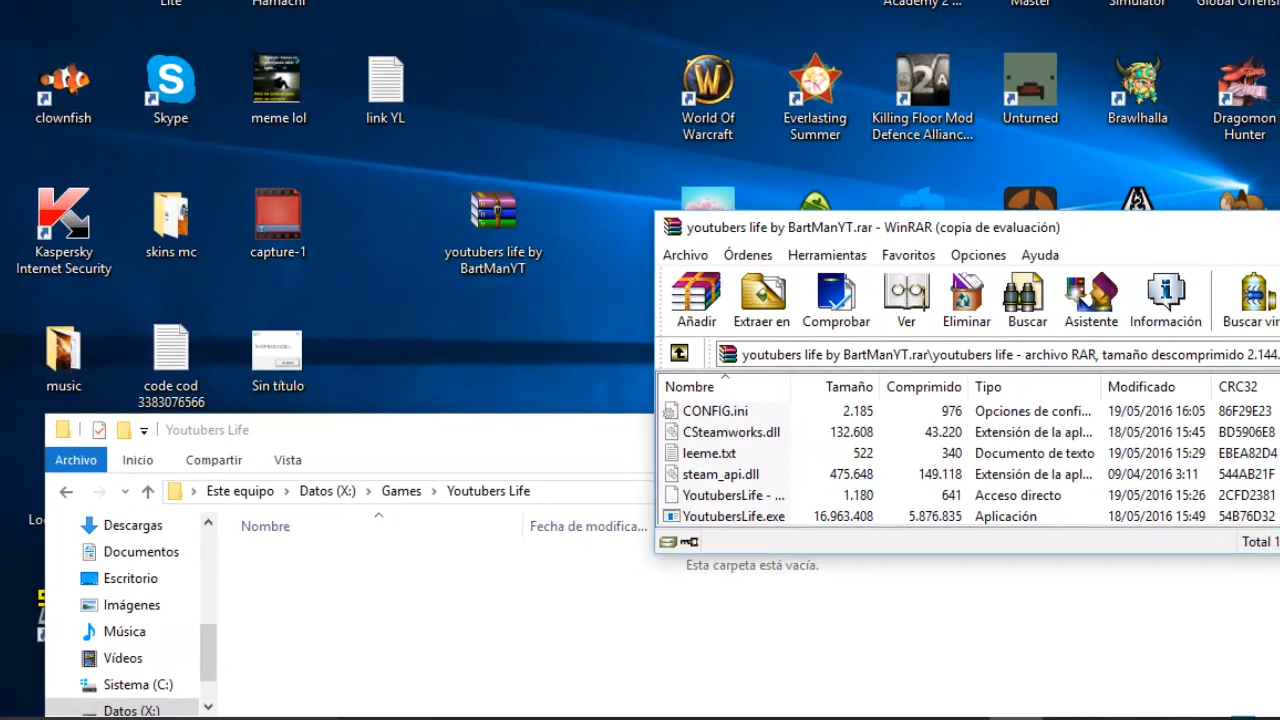 Lite
Hamachi
Academy 2 ...
Master
Simulator
Global Offensi
clownfish
Skype
meme lol
link YL
World Of
Warcraft
Everlasting
Summer
Killing Floor Mod
Defence Allianc...
Unturned
Brawlhalla
Dragomon
Hunter
Kaspersky
Internet Security
skins mc
capture-1
youtubers life by
BartManYT
music
code cod
3383076566
Sin título
youtubers life by BartManYT.rar - WinRAR (copia de evaluación)
Archivo Órdenes Herramientas Favoritos Opciones Ayuda
Añadir Extraer en Comprobar Ver Eliminar Buscar Asistente Información Buscar vir
youtubers life by BartManYT.rar\youtubers life - archivo RAR, tamaño descomprimido 2.144.
Nombre Tamaño Comprimido Tipo Modificado CRC32
CONFIG.ini 2.185 976 Opciones de confi... 19/05/2016 16:05 86F29E23
CSteamworks.dll 132.608 43.220 Extensión de la apl... 18/05/2016 15:45 BD5906E8
leeme.txt 522 340 Documento de texto 19/05/2016 15:26 EBEA82D4
steam_api.dll 475.648 149.118 Extensión de la apl... 09/04/2016 3:11 544AB21F
YoutubersLife - ... 1.180 641 Acceso directo 19/05/2016 15:26 2CFD2381
YoutubersLife.exe 16.963.408 5.876.835 Aplicación 18/05/2016 15:49 54B76D32
Total 1
Youtubers Life
Archivo Inicio Compartir Vista
Este equipo Datos (X:) Games Youtubers Life
Nombre Fecha de modifica...
Esta carpeta está vacía.
Descargas
Documentos
Escritorio
Imágenes
Música
Vídeos
Sistema (C:)
Datos (X:)